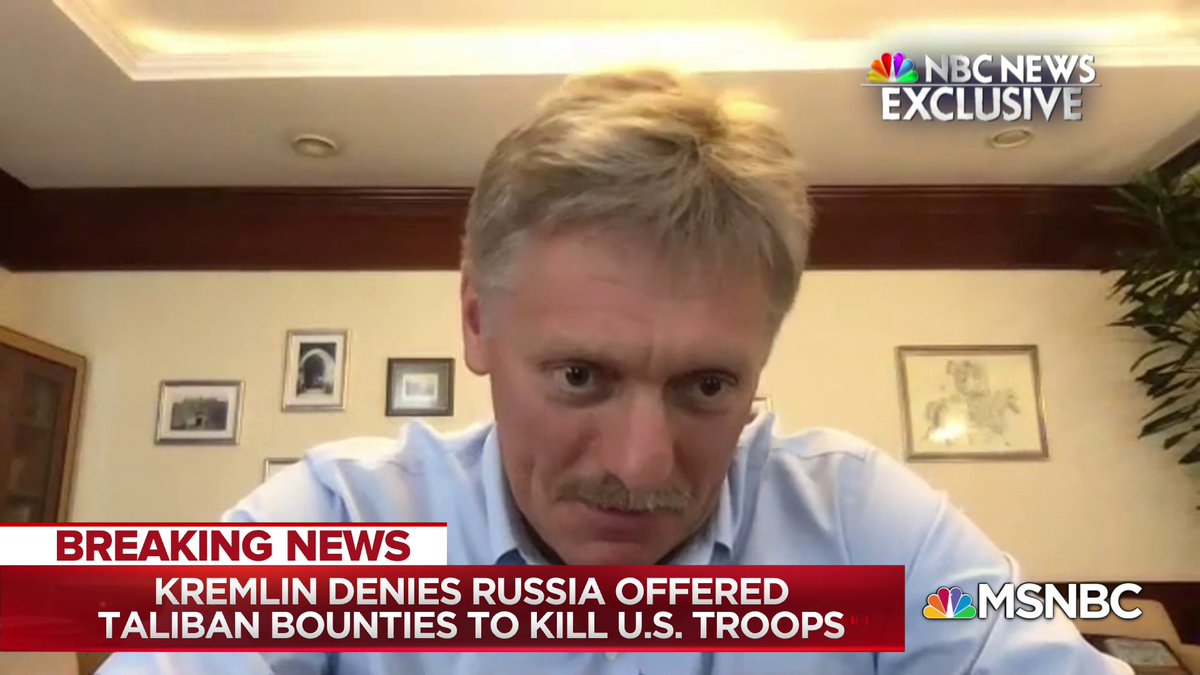 NBC NEWS
EXCLUSIVE
BREAKING NEWS
KREMLIN DENIES RUSSIA OFFERED
TALIBAN BOUNTIES TO KILL U.S. TROOPS
MSNBC